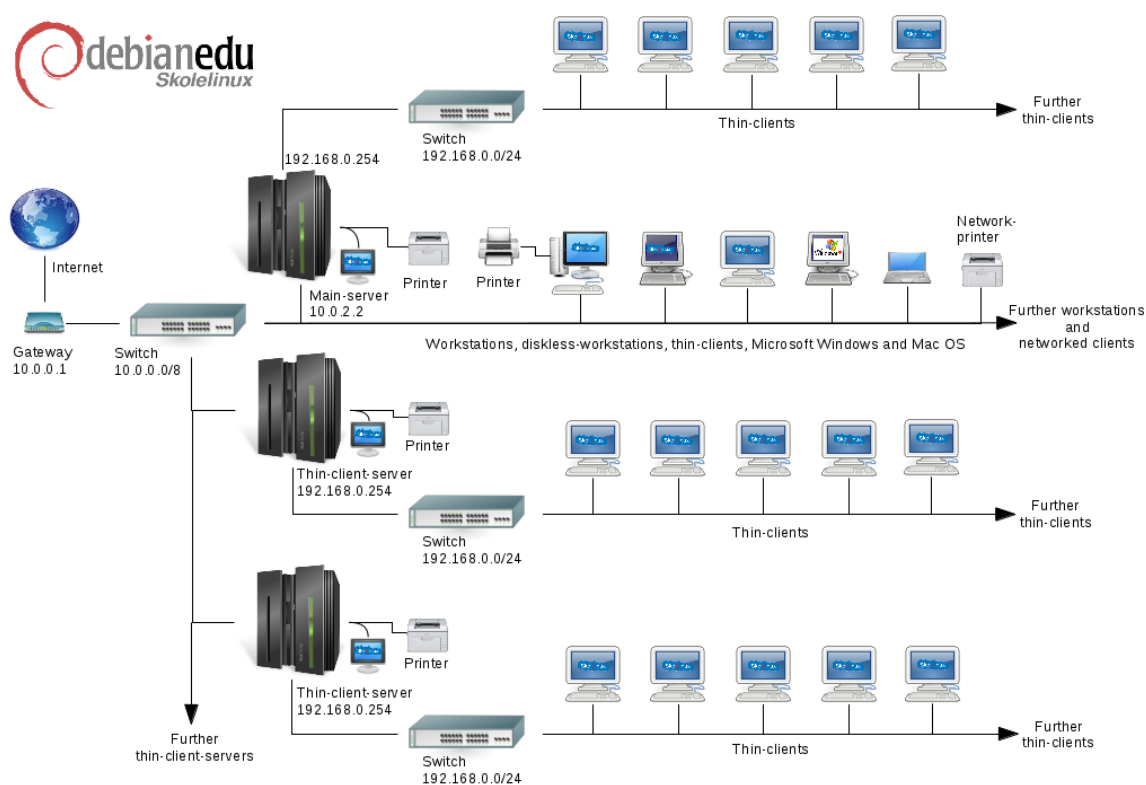 debianedu
Skolelinux
Switch
192.168.0.0/24
Thin-clients
Further
thin-clients
192.168.0.254
Internet
Gateway
10.0.0.1
Switch
10.0.0.0/8
Main-server
10.0.2.2
Printer
Printer
Windows
Network-
printer
Further workstations
and
networked clients
Workstations, diskless-workstations, thin-clients, Microsoft Windows and Mac OS
Printer
Thin-client-server
192.168.0.254
Switch
192.168.0.0/24
Thin-clients
Further
thin-clients
Printer
Thin-client-server
192.168.0.254
Switch
192.168.0.0/24
Thin-clients
Further
thin-clients
Further
thin-client-servers